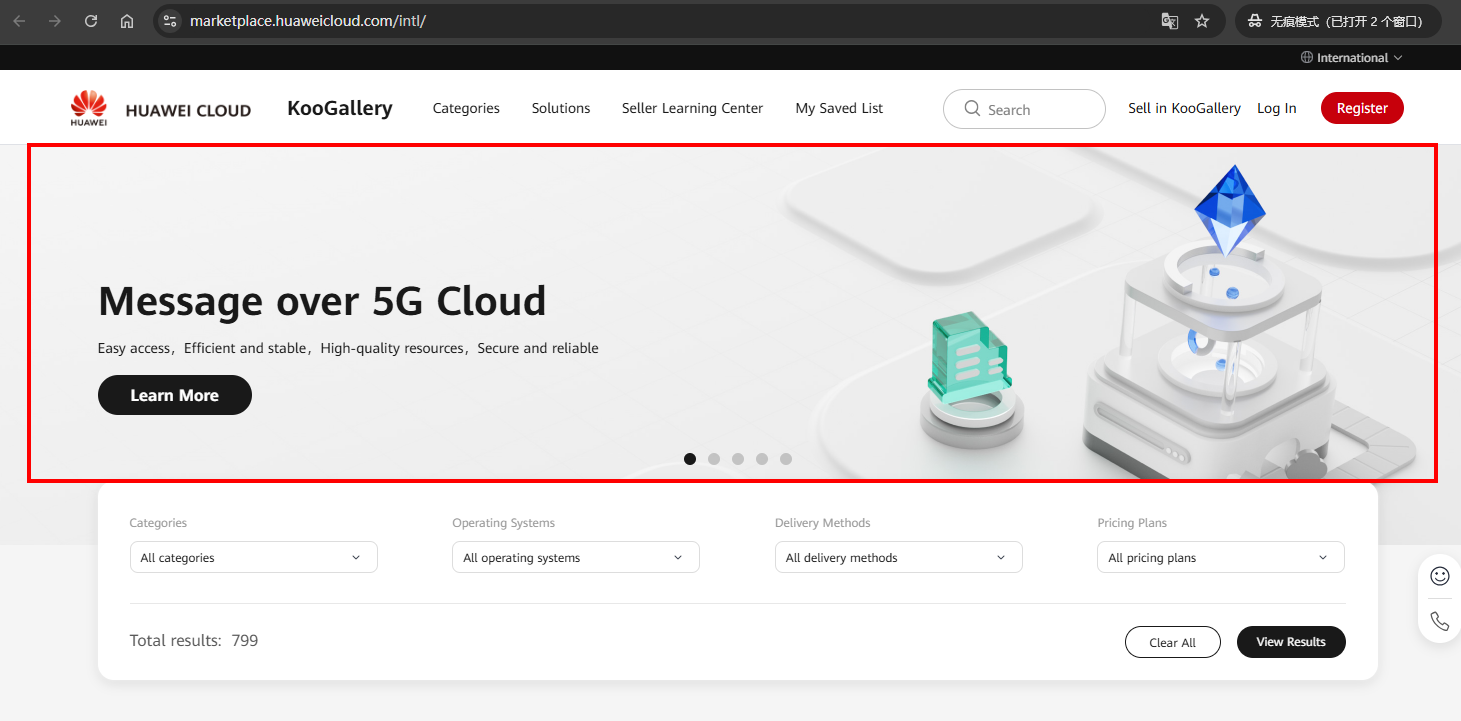 marketplace.huaweicloud.com/intl/
无痕模式（已打开 2 个窗口）
International
HUAWEI
HUAWEI CLOUD
KooGallery
Categories
Solutions
Seller Learning Center
My Saved List
Search
Sell in KooGallery
Log In
Register
Message over 5G Cloud
Easy access，Efficient and stable，High-quality resources，Secure and reliable
Learn More
Categories
Operating Systems
Delivery Methods
Pricing Plans
All categories
All operating systems
All delivery methods
All pricing plans
Total results: 799
Clear All
View Results